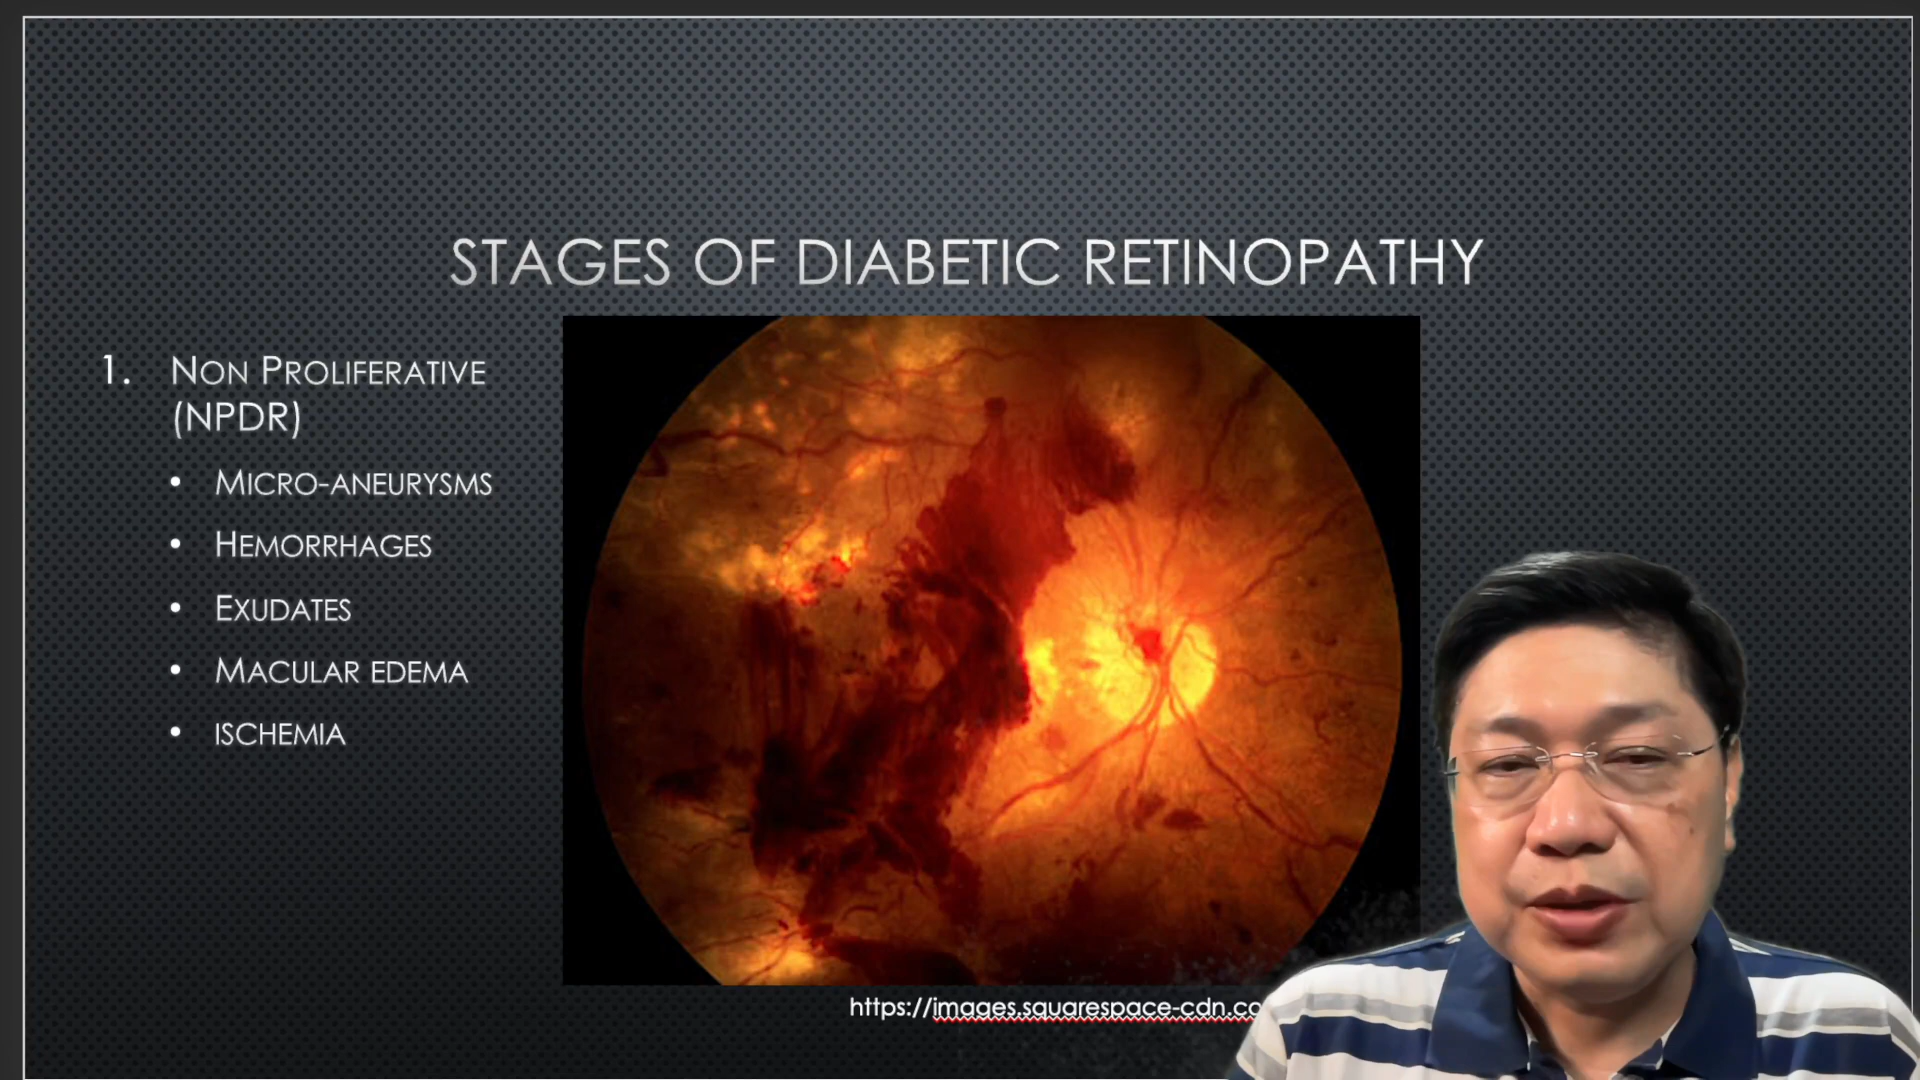 STAGES OF DIABETIC RETINOPATHY
1. NON PROLIFERATIVE
(NPDR)
• MICRO-ANEURYSMS
• HEMORRHAGES
• EXUDATES
• MACULAR EDEMA
• ISCHEMIA
https://images.squarespace-cdn.co